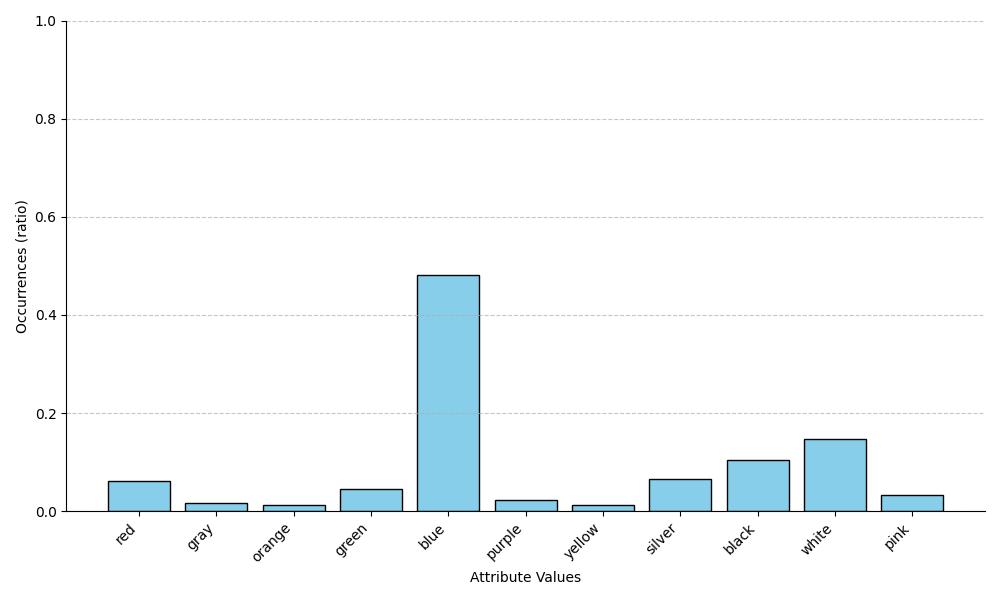 1.0
0.8
0.6
0.4
0.2
0.0
Occurrences (ratio)
red gray orange green blue purple yellow silver black white pink
Attribute Values